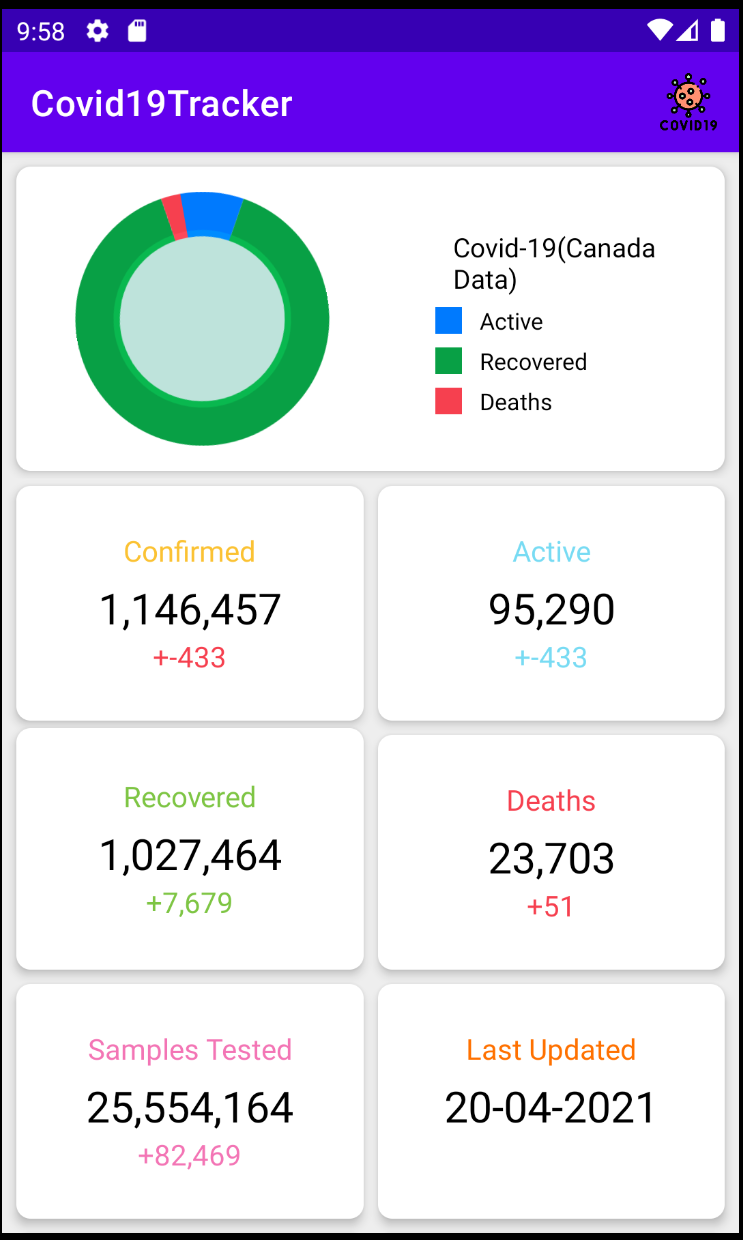 9:58
Covid19Tracker
COVID19
Covid-19(Canada
Data)
Active
Recovered
Deaths
Confirmed
1,146,457
+-433
Active
95,290
+-433
Recovered
1,027,464
+7,679
Deaths
23,703
+51
Samples Tested
25,554,164
+82,469
Last Updated
20-04-2021